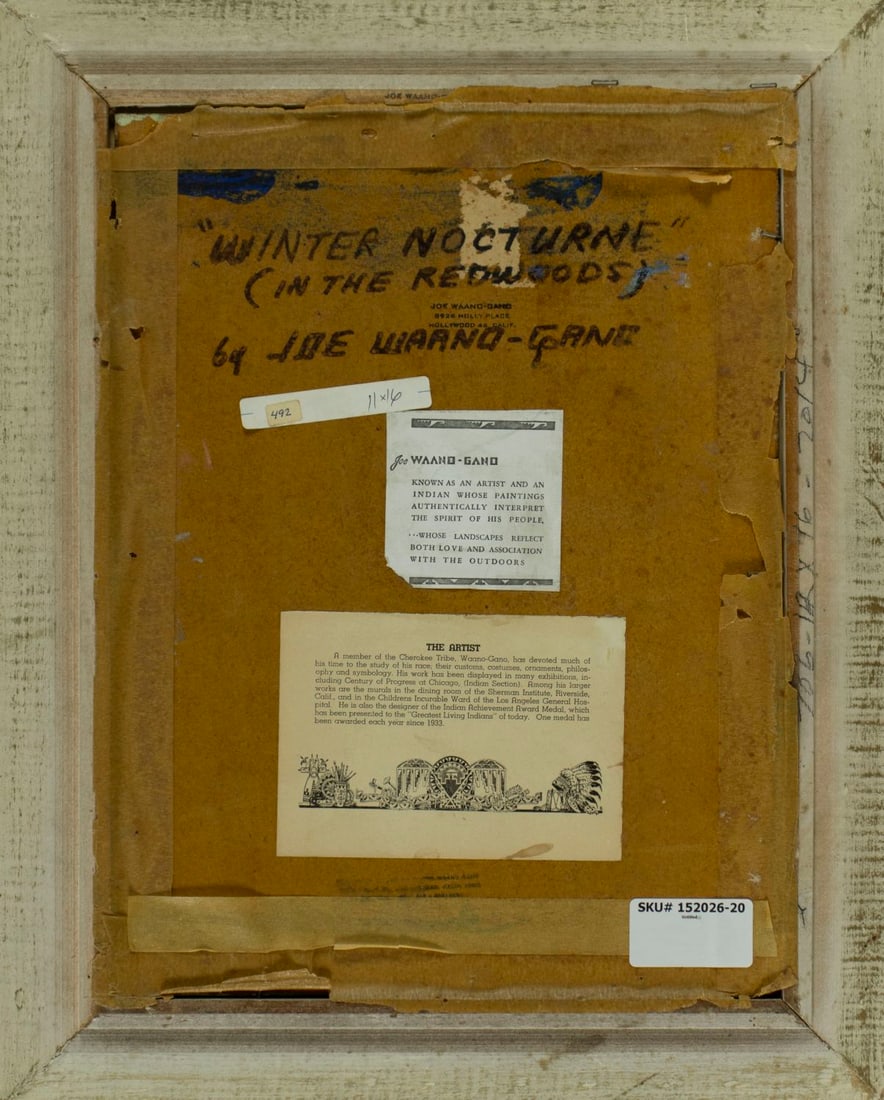 JOE WAANO-
"WINTER NOCTURNE"
(IN THE REDWOODS)
JOE WAANO-GANO
8926 HOLLY PLACE
HOLLYWOOD 46, CALIF.
by JOE WAANO-GANO
492 11x16
Joe WAANO-GANO
KNOWN AS AN ARTIST AND AN
INDIAN WHOSE PAINTINGS
AUTHENTICALLY INTERPRET
THE SPIRIT OF HIS PEOPLE,
···WHOSE LANDSCAPES REFLECT
BOTH LOVE AND ASSOCIATION
WITH THE OUTDOORS
THE ARTIST
A member of the Cherokee Tribe, Waano-Gano, has devoted much of
his time to the study of his race; their customs, costumes, ornaments, philos-
ophy and symbology. His work has been displayed in many exhibitions, in-
cluding Century of Progress at Chicago, (Indian Section). Among his larger
works are the murals in the dining room of the Sherman Institute, Riverside,
Calif., and in the Childrens Incurable Ward of the Los Angeles General Hos-
pital. He is also the designer of the Indian Achievement Award Medal, which
has been presented to the "Greatest Living Indians" of today. One medal has
been awarded each year since 1933.
SKU# 152026-20